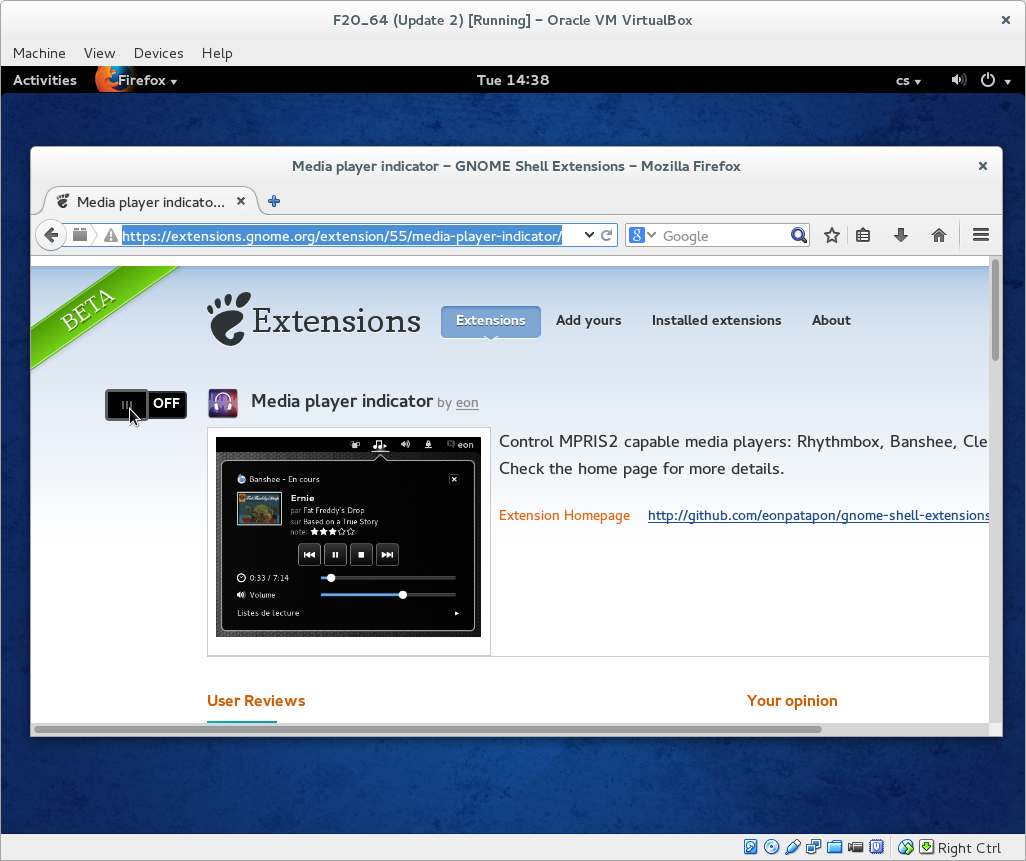 F20_64 (Update 2) [Running] – Oracle VM VirtualBox
Machine View Devices Help
Activities Firefox Tue 14:38 cs
Media player indicator – GNOME Shell Extensions – Mozilla Firefox
Media player indicato...
https://extensions.gnome.org/extension/55/media-player-indicator/ 8 Google
BETA
Extensions Extensions Add yours Installed extensions About
OFF Media player indicator by eon
eon
Banshee - En cours
Ernie
par Fat Freddy's Drop
sur Based on a True Story
note:
0:33 / 7:14
Volume
Listes de lecture
Control MPRIS2 capable media players: Rhythmbox, Banshee, Cle
Check the home page for more details.
Extension Homepage http://github.com/eonpatapon/gnome-shell-extensions
User Reviews Your opinion
Right Ctrl